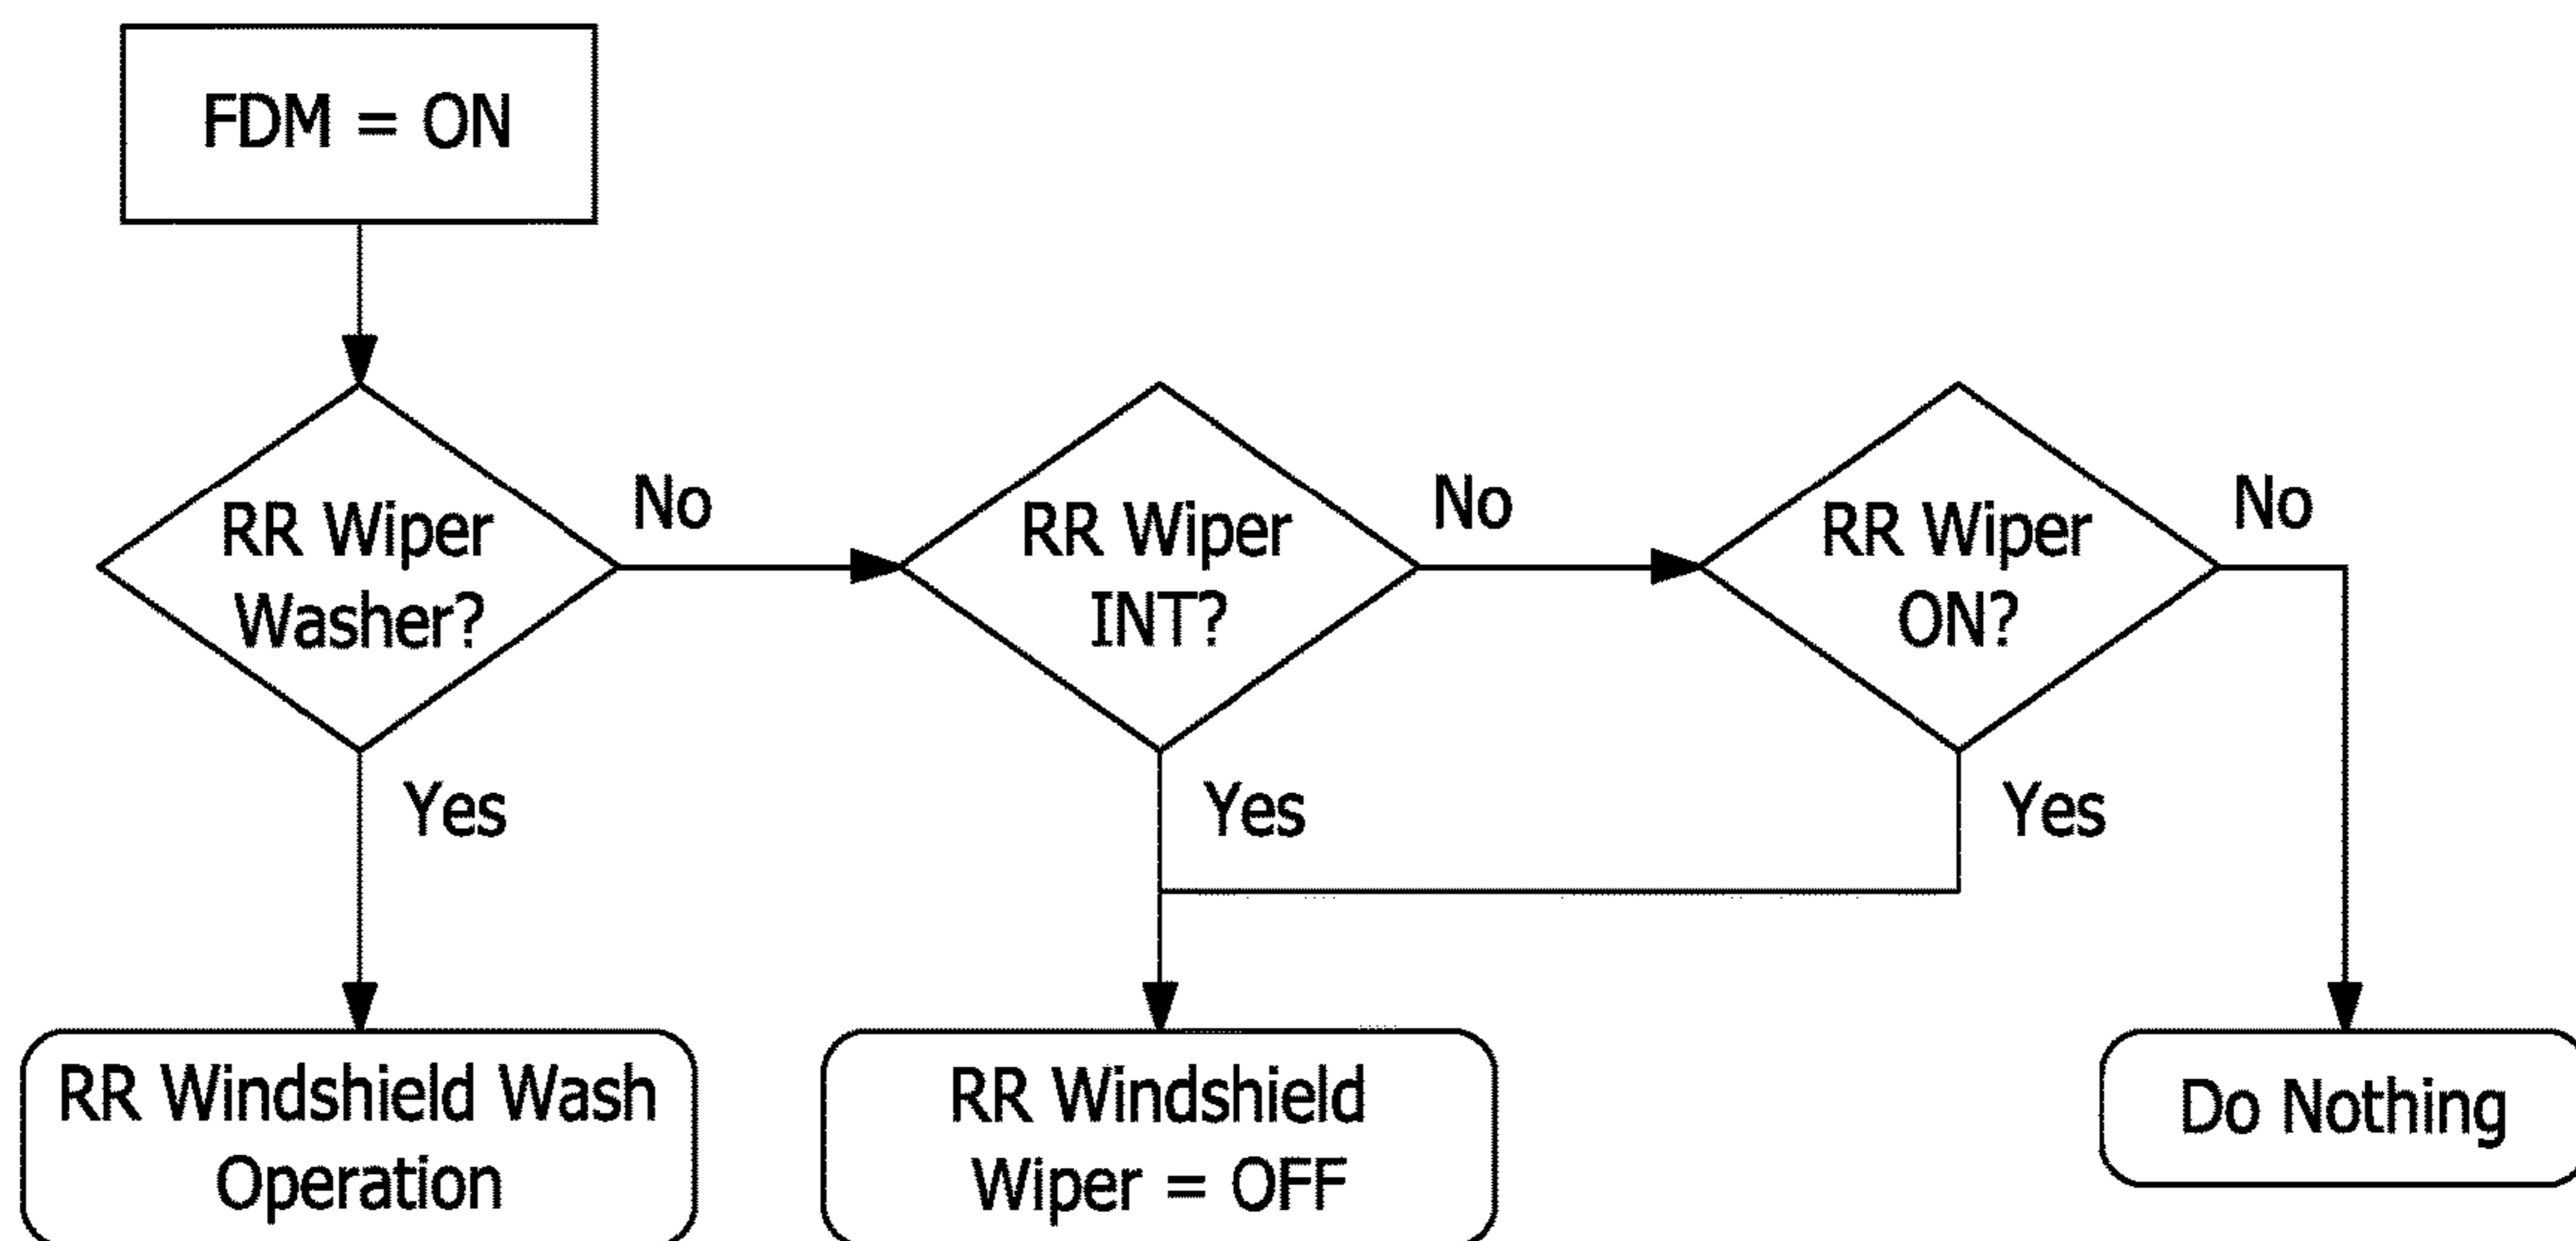 FDM = ON
RR Wiper
Washer?
No
RR Wiper
INT?
No
RR Wiper
ON?
No
Yes
Yes
Yes
RR Windshield Wash
Operation
RR Windshield
Wiper = OFF
Do Nothing